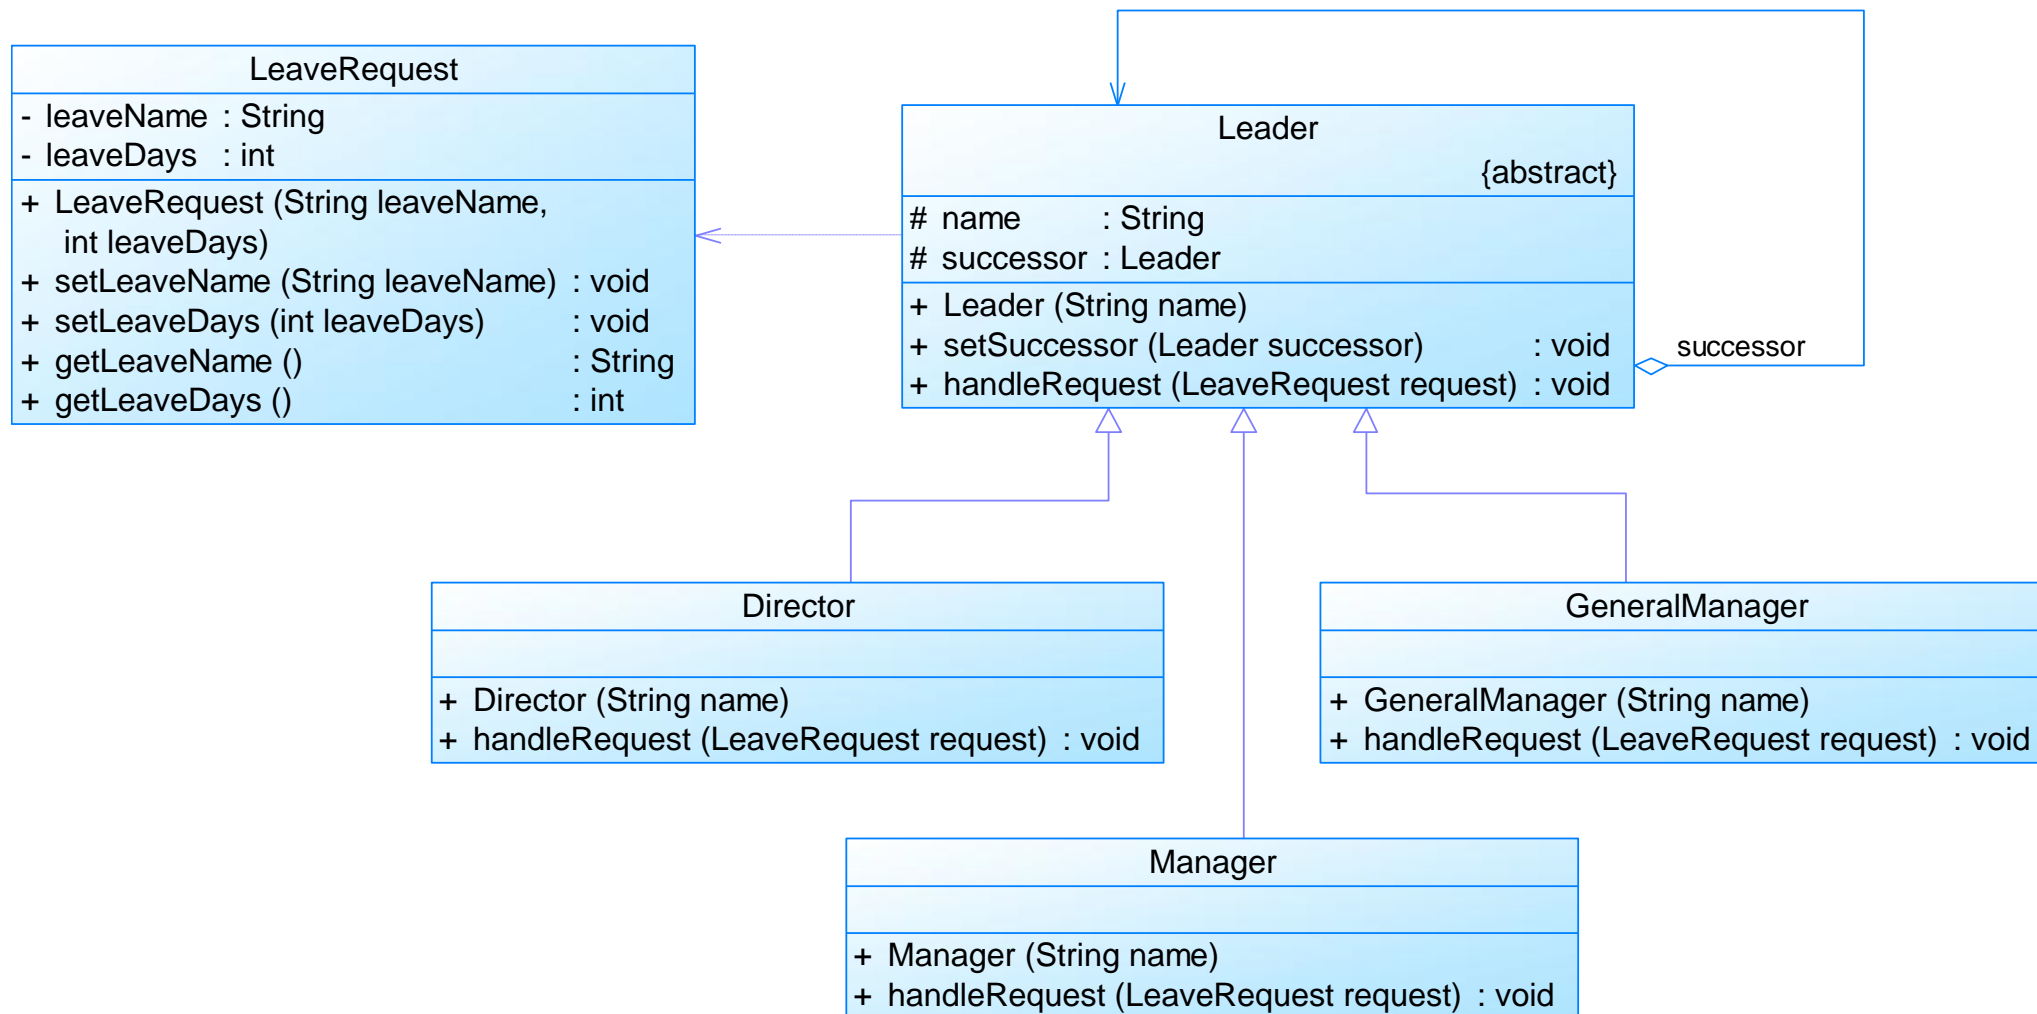 LeaveRequest
- leaveName : String
- leaveDays : int
+ LeaveRequest (String leaveName,
int leaveDays)
+ setLeaveName (String leaveName) : void
+ setLeaveDays (int leaveDays) : void
+ getLeaveName () : String
+ getLeaveDays () : int
Leader
{abstract}
# name : String
# successor : Leader
+ Leader (String name)
+ setSuccessor (Leader successor) : void
+ handleRequest (LeaveRequest request) : void
successor
Director
+ Director (String name)
+ handleRequest (LeaveRequest request) : void
GeneralManager
+ GeneralManager (String name)
+ handleRequest (LeaveRequest request) : void
Manager
+ Manager (String name)
+ handleRequest (LeaveRequest request) : void